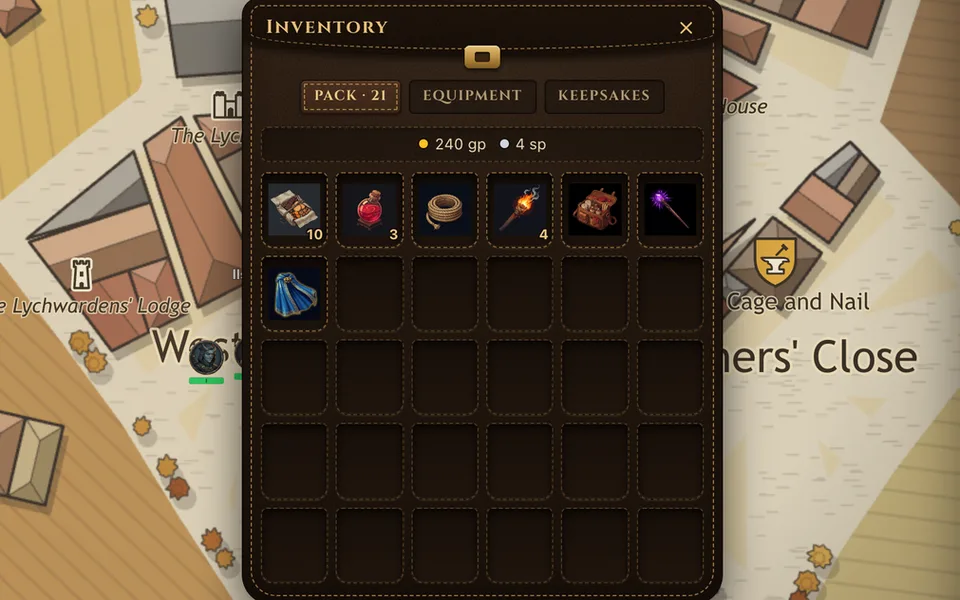 INVENTORY
PACK · 21
EQUIPMENT
KEEPSAKES
240 gp
4 sp
10
3
4
The Lyc
House
e Lychwardens' Lodge
Cage and Nail
West
ners' Close